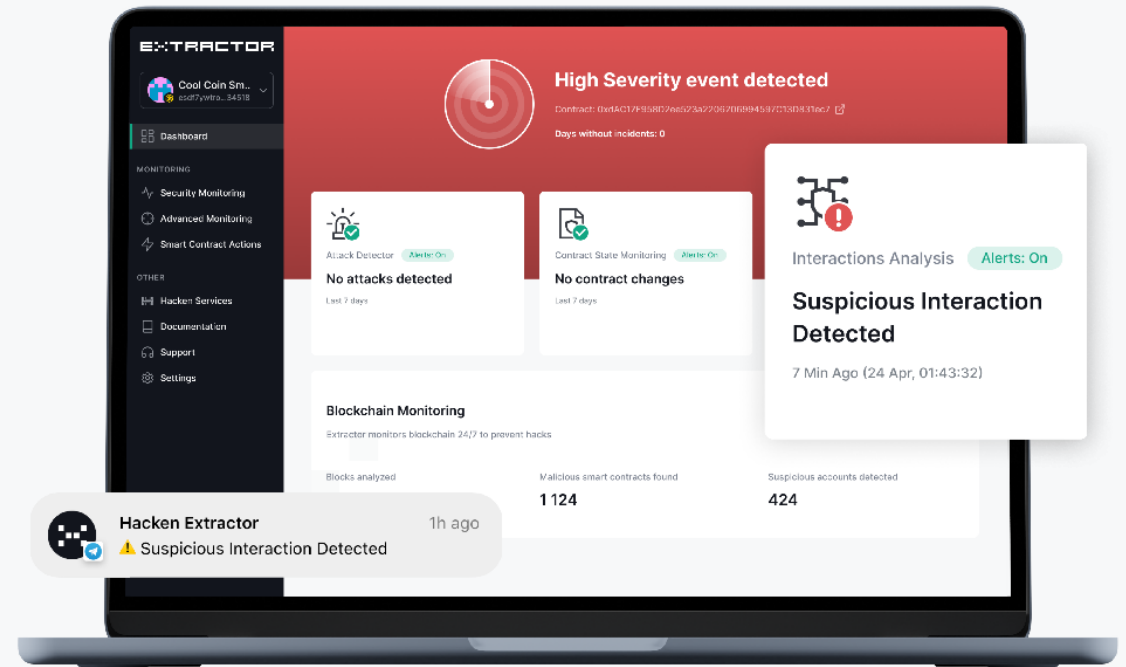 EXTRACTOR
Cool Coin Sm..
esdf7ywtro...34518
Dashboard
MONITORING
Security Monitoring
Advanced Monitoring
Smart Contract Actions
OTHER
Hacken Services
Documentation
Support
Settings
High Severity event detected
Contract:
Days without incidents: 0
Attack Detector
Alerts: On
No attacks detected
Last 7 days
Contract State Monitoring
Alerts: On
No contract changes
Last 7 days
Interactions Analysis
Alerts: On
Suspicious Interaction
Detected
7 Min Ago (24 Apr, 01:43:32)
Blockchain Monitoring
Extractor monitors blockchain 24/7 to prevent hacks
Blocks analyzed
Malicious smart contracts found
1 124
Suspicious accounts detected
424
Hacken Extractor
1h ago
Suspicious Interaction Detected